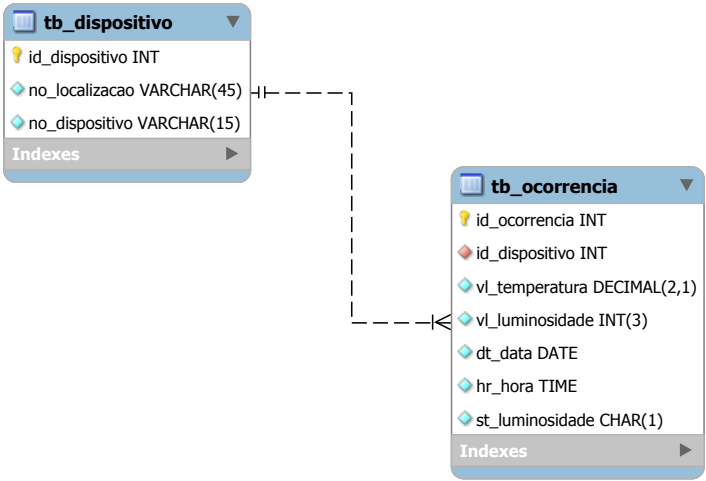 tb_dispositivo
id_dispositivo INT
no_localizacao VARCHAR(45)
no_dispositivo VARCHAR(15)
Indexes
tb_ocorrencia
id_ocorrencia INT
id_dispositivo INT
vl_temperatura DECIMAL(2,1)
vl_luminosidade INT(3)
dt_data DATE
hr_hora TIME
st_luminosidade CHAR(1)
Indexes